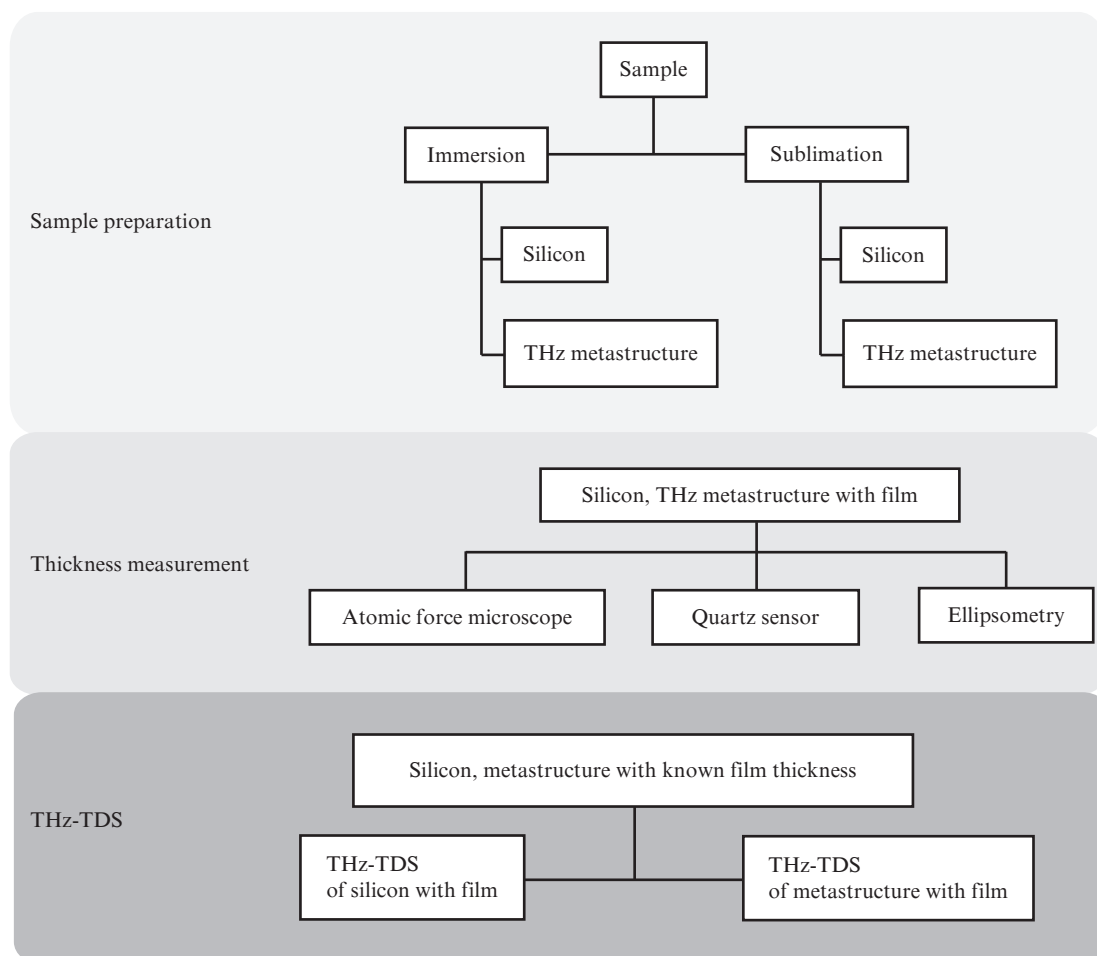 Sample
Immersion
Sublimation
Sample preparation
Silicon
Silicon
THz metastructure
THz metastructure
Silicon, THz metastructure with film
Thickness measurement
Atomic force microscope
Quartz sensor
Ellipsometry
Silicon, metastructure with known film thickness
THz-TDS
THz-TDS
of silicon with film
THz-TDS
of metastructure with film